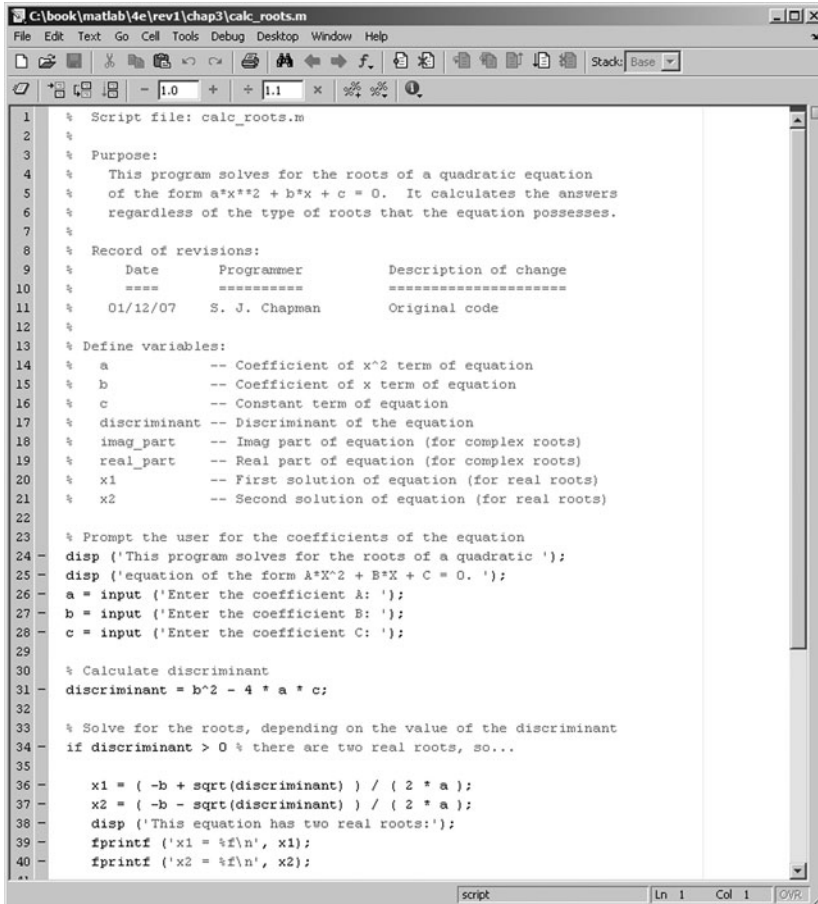 C:\book\matlab\4e\rev1\chap3\calc_roots.m
File Edit Text Go Cell Tools Debug Desktop Window Help
Stack: Base
- 1.0 + ÷ 1.1 ×
1 % Script file: calc_roots.m
2 %
3 % Purpose:
4 % This program solves for the roots of a quadratic equation
5 % of the form a*x**2 + b*x + c = 0. It calculates the answers
6 % regardless of the type of roots that the equation possesses.
7 %
8 % Record of revisions:
9 % Date Programmer Description of change
10 % ==== ========== =====================
11 % 01/12/07 S. J. Chapman Original code
12 %
13 % Define variables:
14 % a -- Coefficient of x^2 term of equation
15 % b -- Coefficient of x term of equation
16 % c -- Constant term of equation
17 % discriminant -- Discriminant of the equation
18 % imag_part -- Imag part of equation (for complex roots)
19 % real_part -- Real part of equation (for complex roots)
20 % x1 -- First solution of equation (for real roots)
21 % x2 -- Second solution of equation (for real roots)
22
23 % Prompt the user for the coefficients of the equation
24 - disp ('This program solves for the roots of a quadratic ');
25 - disp ('equation of the form A*X^2 + B*X + C = 0. ');
26 - a = input ('Enter the coefficient A: ');
27 - b = input ('Enter the coefficient B: ');
28 - c = input ('Enter the coefficient C: ');
29
30 % Calculate discriminant
31 - discriminant = b^2 - 4 * a * c;
32
33 % Solve for the roots, depending on the value of the discriminant
34 - if discriminant > 0 % there are two real roots, so...
35
36 - x1 = ( -b + sqrt(discriminant) ) / ( 2 * a );
37 - x2 = ( -b - sqrt(discriminant) ) / ( 2 * a );
38 - disp ('This equation has two real roots:');
39 - fprintf ('x1 = %f\n', x1);
40 - fprintf ('x2 = %f\n', x2);
script Ln 1 Col 1 OVR